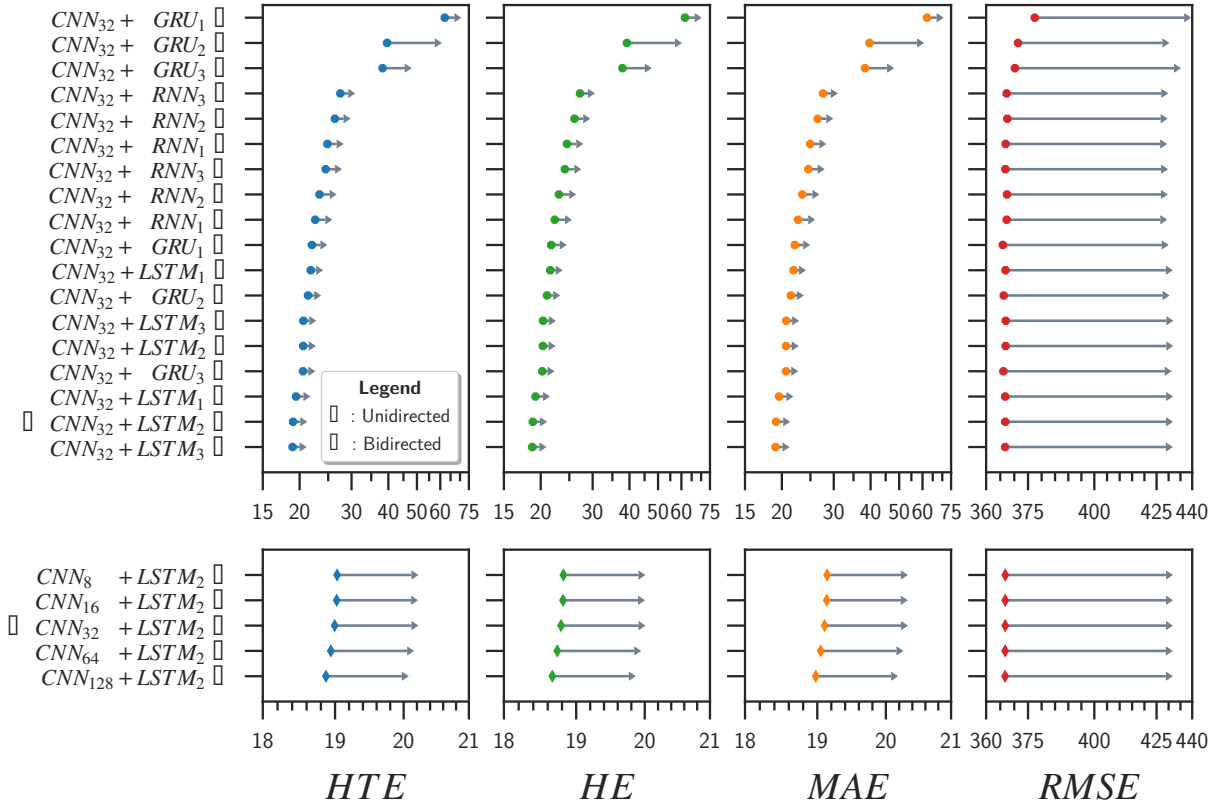 CNN₃₂ + GRU₁ ▯
CNN₃₂ + GRU₂ ▯
CNN₃₂ + GRU₃ ▯
CNN₃₂ + RNN₃ ▯
CNN₃₂ + RNN₂ ▯
CNN₃₂ + RNN₁ ▯
CNN₃₂ + RNN₃ ▯
CNN₃₂ + RNN₂ ▯
CNN₃₂ + RNN₁ ▯
CNN₃₂ + GRU₁ ▯
CNN₃₂ + LSTM₁ ▯
CNN₃₂ + GRU₂ ▯
CNN₃₂ + LSTM₃ ▯
CNN₃₂ + LSTM₂ ▯
CNN₃₂ + GRU₃ ▯
CNN₃₂ + LSTM₁ ▯
▯ CNN₃₂ + LSTM₂ ▯
CNN₃₂ + LSTM₃ ▯
Legend
▯ : Unidirected
▯ : Bidirected
15 20 30 40 50 60 75
15 20 30 40 50 60 75
15 20 30 40 50 60 75
360 375 400 425 440
CNN₈ + LSTM₂ ▯
CNN₁₆ + LSTM₂ ▯
▯ CNN₃₂ + LSTM₂ ▯
CNN₆₄ + LSTM₂ ▯
CNN₁₂₈ + LSTM₂ ▯
18 19 20 21
18 19 20 21
18 19 20 21
360 375 400 425 440
HTE
HE
MAE
RMSE